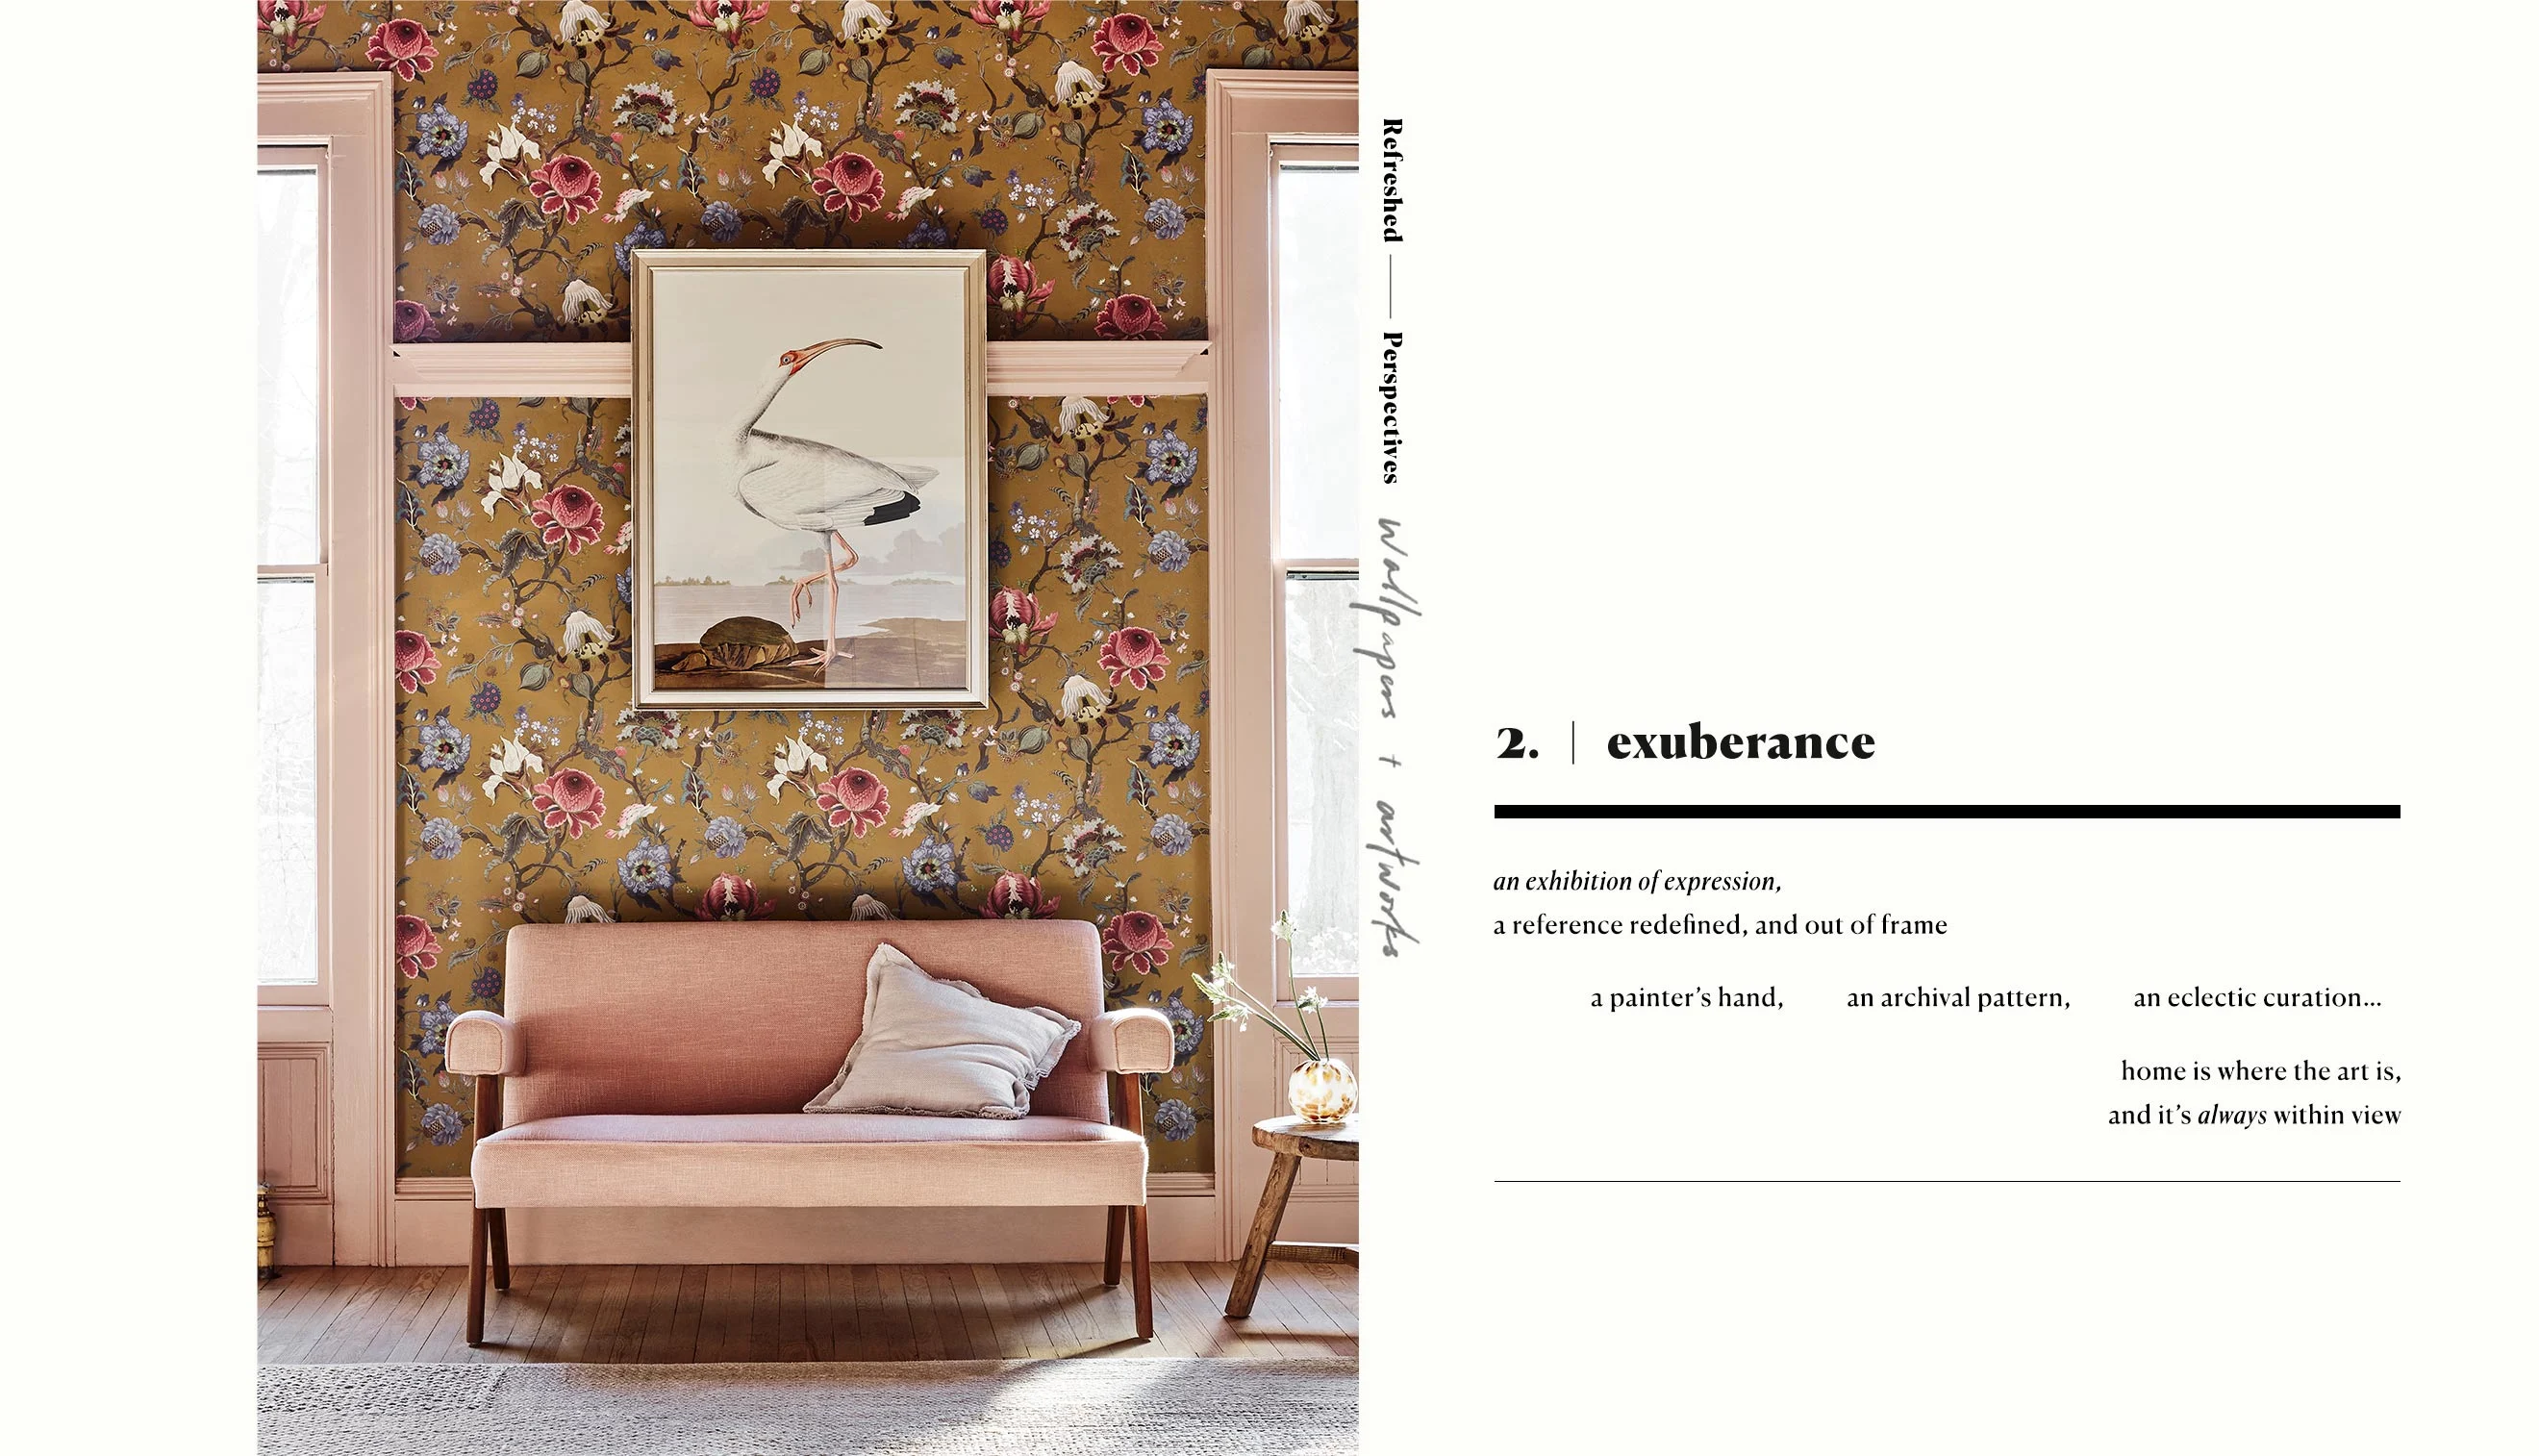 Refreshed — Perspectives wallpapers + artworks
2. | exuberance
an exhibition of expression,
a reference redefined, and out of frame
a painter’s hand, an archival pattern, an eclectic curation...
home is where the art is,
and it’s always within view